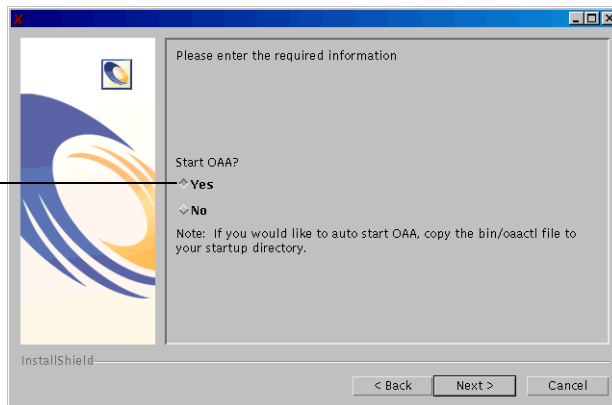 Please enter the required information
Start OAA?
Yes
No
Note: If you would like to auto start OAA, copy the bin/oaactl file to
your startup directory.
InstallShield
< Back
Next >
Cancel